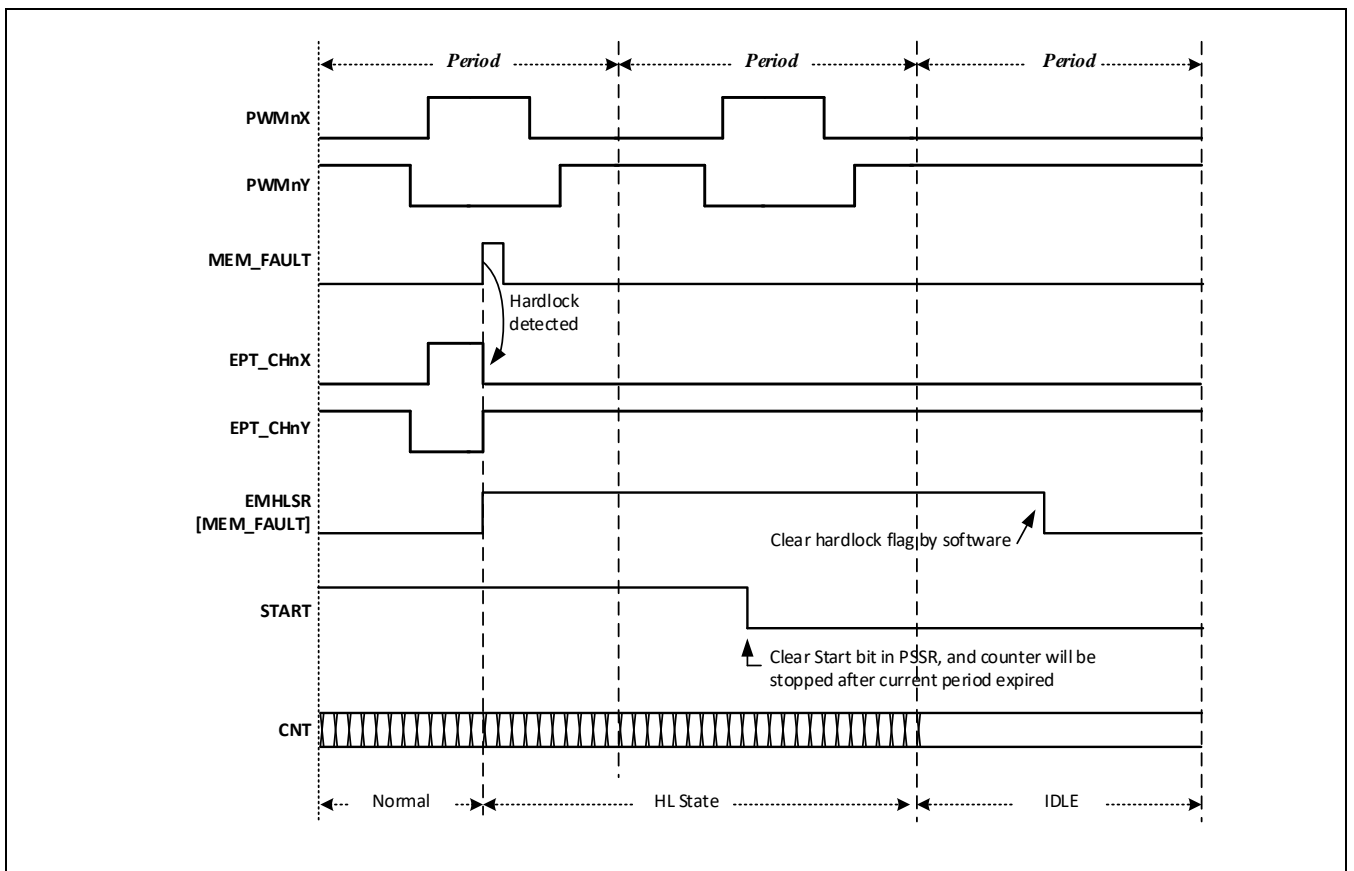 Period Period Period
PWMnX
PWMnY
MEM_FAULT
Hardlock
detected
EPT_CHnX
EPT_CHnY
EMHLSR
[MEM_FAULT]
Clear hardlock flag by software
START
Clear Start bit in PSSR, and counter will be
stopped after current period expired
CNT
Normal HL State IDLE